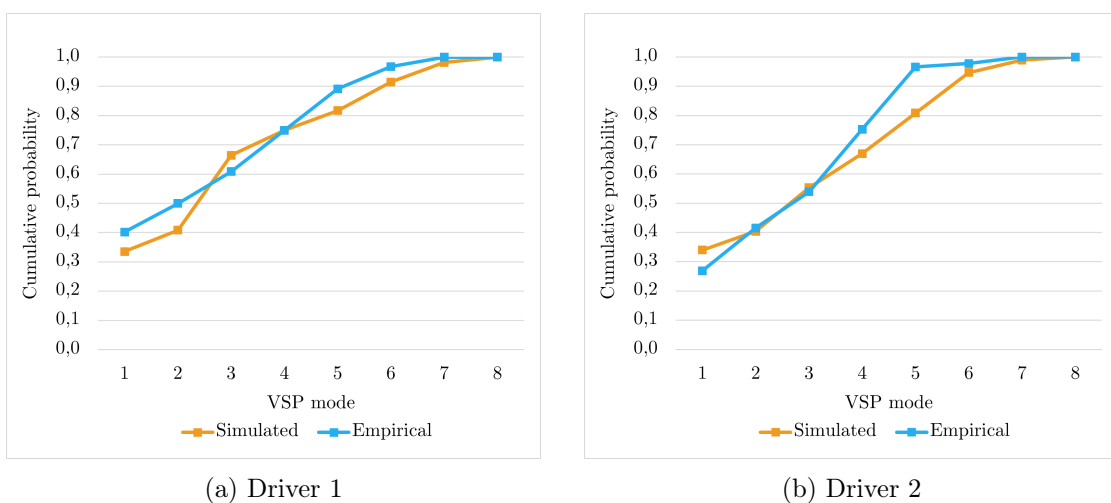 Cumulative probability
1,0
0,9
0,8
0,7
0,6
0,5
0,4
0,3
0,2
0,1
0,0
1 2 3 4 5 6 7 8
VSP mode
Simulated Empirical
(a) Driver 1
Cumulative probability
1,0
0,9
0,8
0,7
0,6
0,5
0,4
0,3
0,2
0,1
0,0
1 2 3 4 5 6 7 8
VSP mode
Simulated Empirical
(b) Driver 2